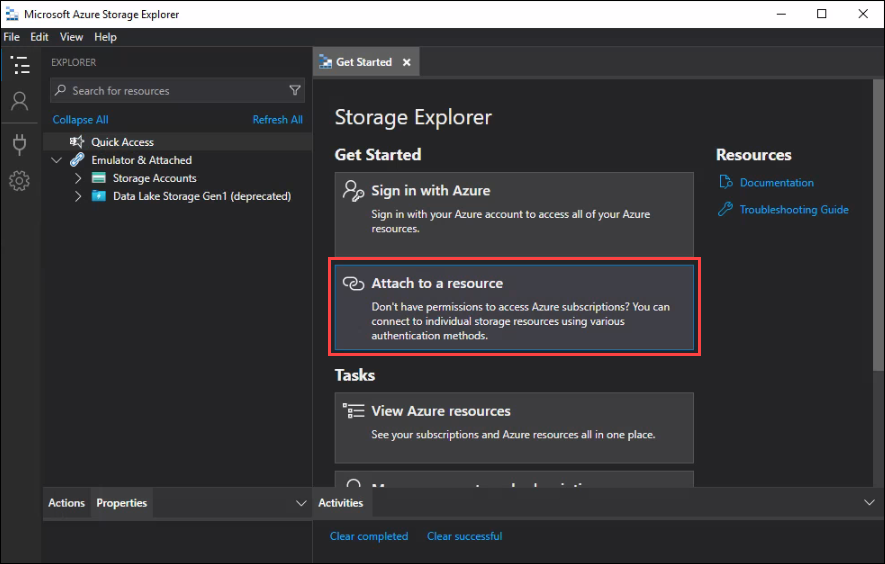 Microsoft Azure Storage Explorer
File Edit View Help
EXPLORER
Search for resources
Collapse All Refresh All
Quick Access
Emulator & Attached
Storage Accounts
Data Lake Storage Gen1 (deprecated)
Actions Properties
Get Started
Storage Explorer
Get Started
Sign in with Azure
Sign in with your Azure account to access all of your Azure
resources.
Attach to a resource
Don't have permissions to access Azure subscriptions? You can
connect to individual storage resources using various
authentication methods.
Tasks
View Azure resources
See your subscriptions and Azure resources all in one place.
Resources
Documentation
Troubleshooting Guide
Activities
Clear completed Clear successful